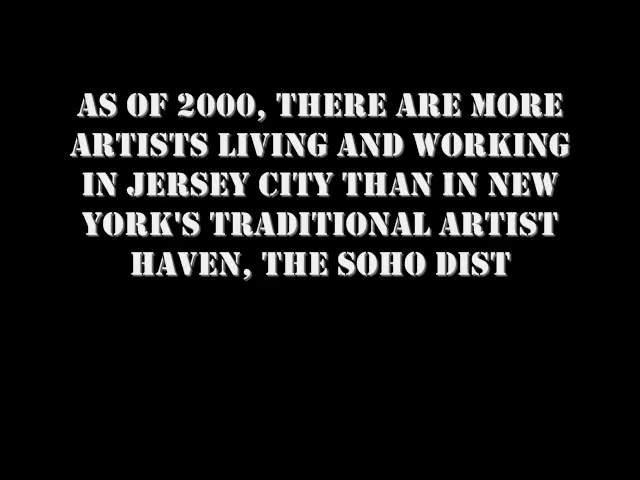 AS OF 2000, THERE ARE MORE
ARTISTS LIVING AND WORKING
IN JERSEY CITY THAN IN NEW
YORK'S TRADITIONAL ARTIST
HAVEN, THE SOHO DIST